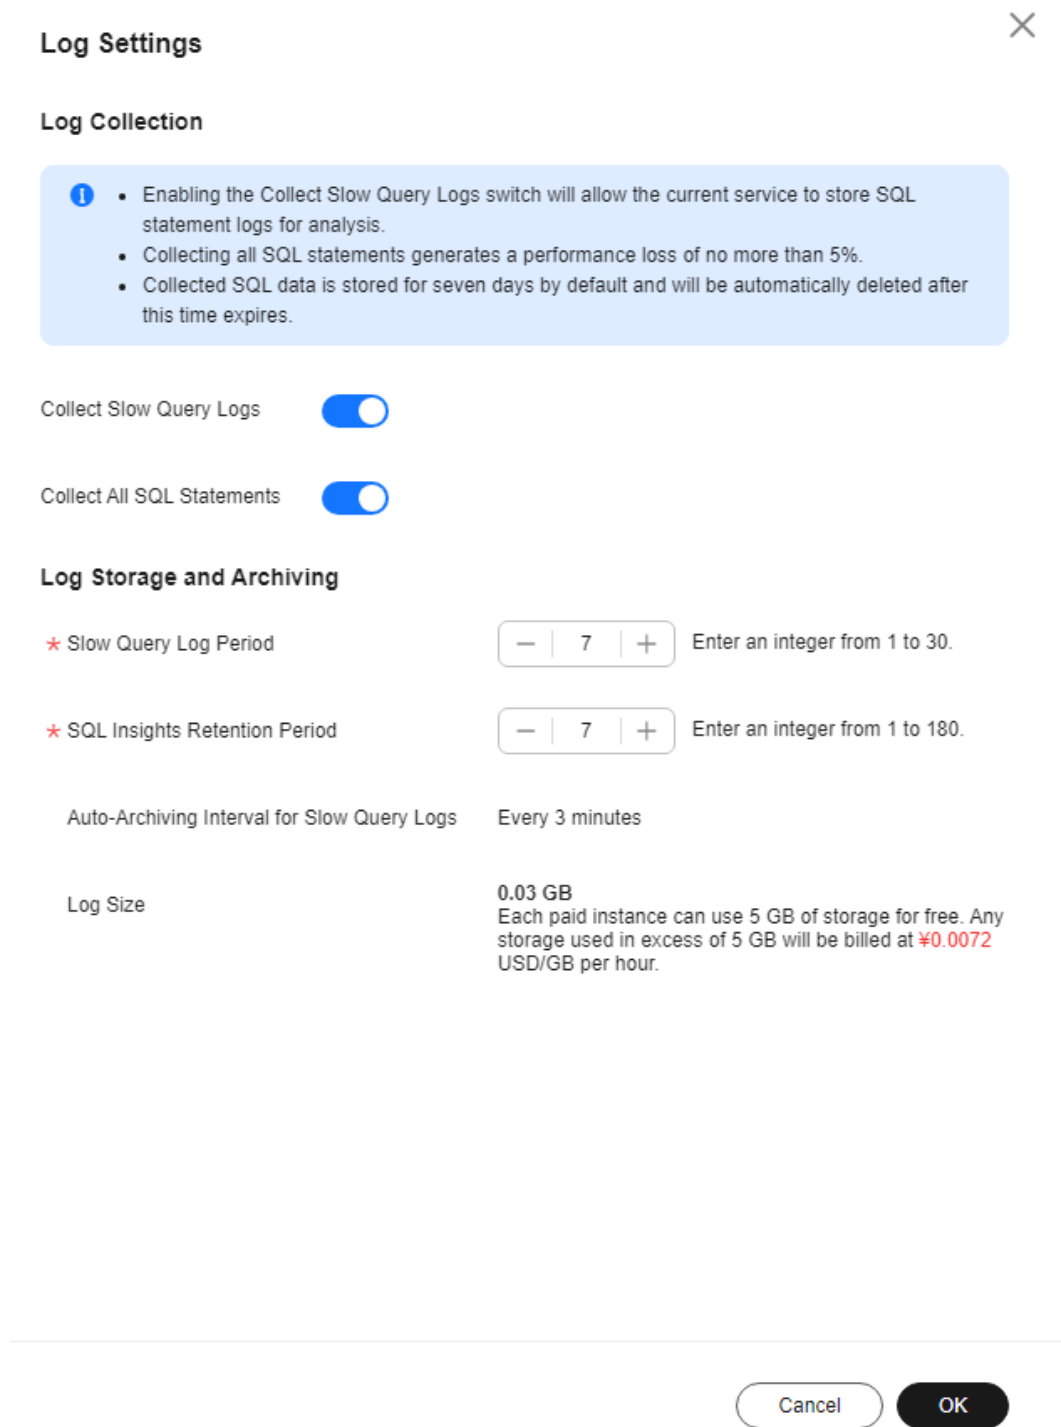 Log Settings
Log Collection
Enabling the Collect Slow Query Logs switch will allow the current service to store SQL
statement logs for analysis.
Collecting all SQL statements generates a performance loss of no more than 5%.
Collected SQL data is stored for seven days by default and will be automatically deleted after
this time expires.
Collect Slow Query Logs
Collect All SQL Statements
Log Storage and Archiving
* Slow Query Log Period 7 Enter an integer from 1 to 30.
* SQL Insights Retention Period 7 Enter an integer from 1 to 180.
Auto-Archiving Interval for Slow Query Logs Every 3 minutes
Log Size 0.03 GB
Each paid instance can use 5 GB of storage for free. Any
storage used in excess of 5 GB will be billed at ¥0.0072
USD/GB per hour.
Cancel OK